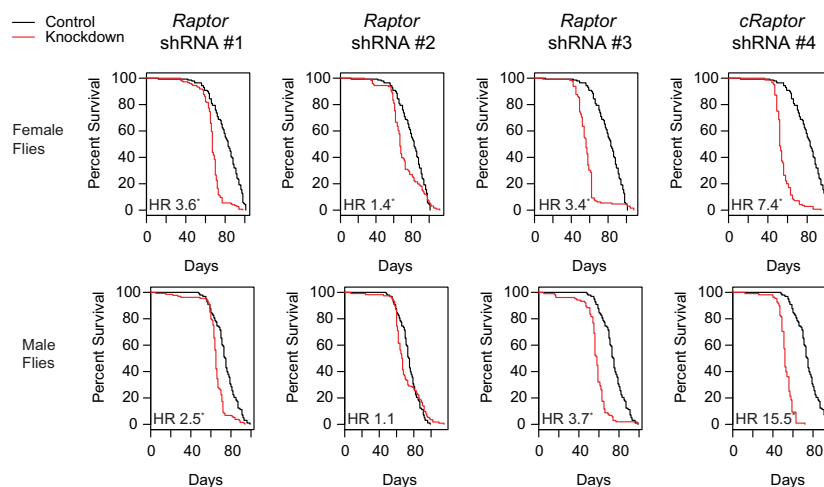 Control
Knockdown
Raptor
shRNA #1
Raptor
shRNA #2
Raptor
shRNA #3
cRaptor
shRNA #4
Female
Flies
Percent Survival
100
80
60
40
20
0
HR 3.6*
0 40 80
Days
Percent Survival
100
80
60
40
20
0
HR 1.4*
0 40 80
Days
Percent Survival
100
80
60
40
20
0
HR 3.4*
0 40 80
Days
Percent Survival
100
80
60
40
20
0
HR 7.4*
0 40 80
Days
Male
Flies
Percent Survival
100
80
60
40
20
0
HR 2.5*
0 40 80
Days
Percent Survival
100
80
60
40
20
0
HR 1.1
0 40 80
Days
Percent Survival
100
80
60
40
20
0
HR 3.7*
0 40 80
Days
Percent Survival
100
80
60
40
20
0
HR 15.5*
0 40 80
Days